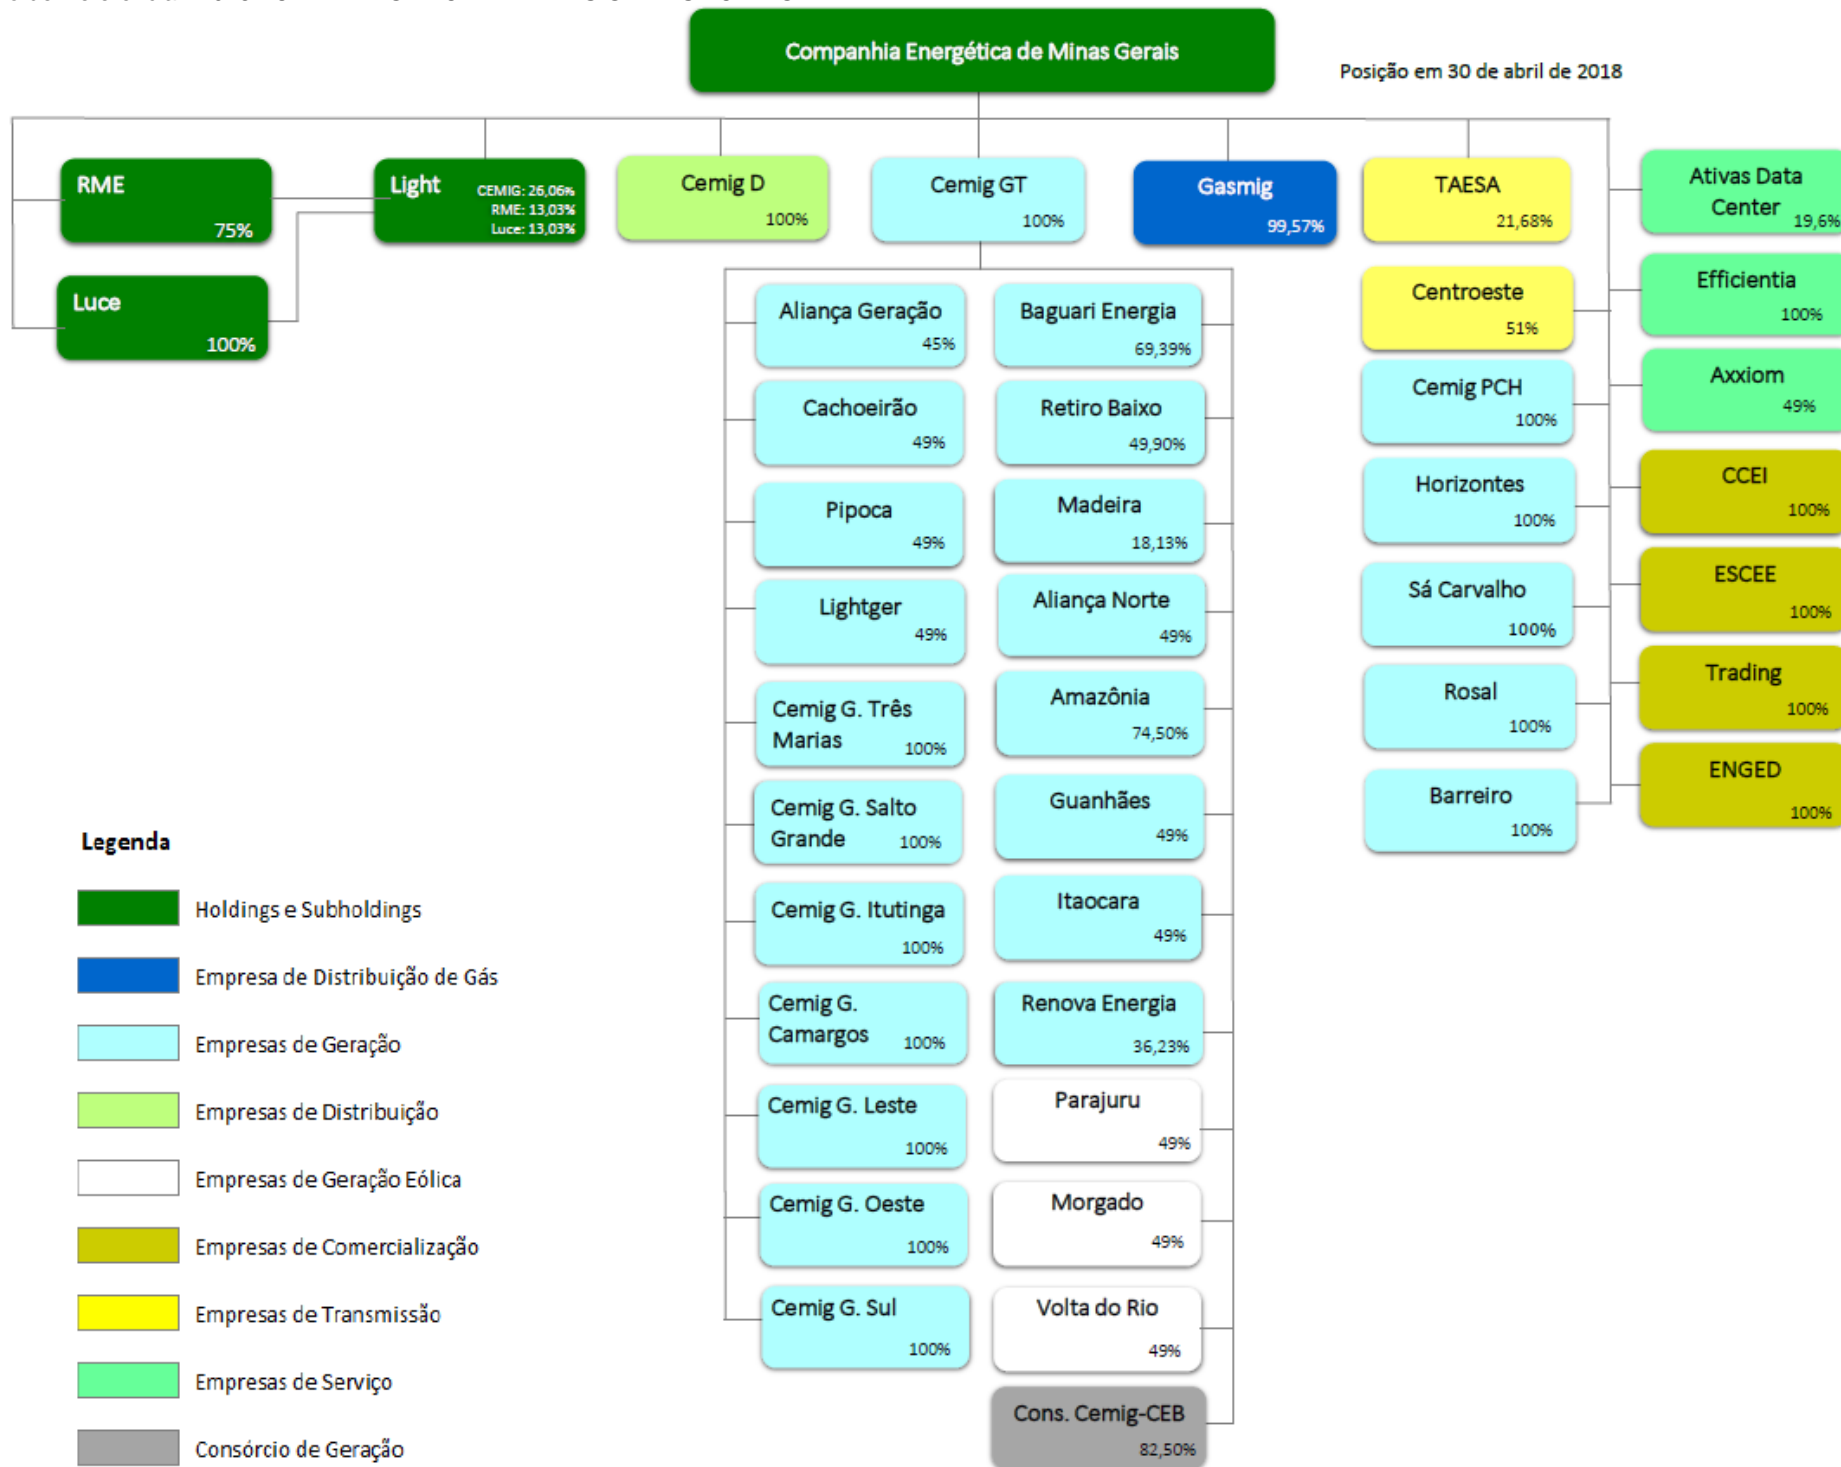 Companhia Energética de Minas Gerais
Posição em 30 de abril de 2018
RME
75%
Light
CEMIG: 26,06%
RME: 13,03%
Luce: 13,03%
Cemig D
100%
Cemig GT
100%
Gasmig
99,57%
TAESA
21,68%
Ativas Data
Center 19,6%
Luce
100%
Centroeste
51%
Efficientia
100%
Cemig PCH
100%
Axxiom
49%
Horizontes
100%
CCEI
100%
Sá Carvalho
100%
ESCEE
100%
Rosal
100%
Trading
100%
Barreiro
100%
ENGED
100%
Aliança Geração
45%
Baguari Energia
69,39%
Cachoeirão
49%
Retiro Baixo
49,90%
Pipoca
49%
Madeira
18,13%
Lightger
49%
Aliança Norte
49%
Cemig G. Três
Marias 100%
Amazônia
74,50%
Cemig G. Salto
Grande 100%
Guanhães
49%
Cemig G. Itutinga
100%
Itaocara
49%
Cemig G.
Camargos 100%
Renova Energia
36,23%
Cemig G. Leste
100%
Parajuru
49%
Cemig G. Oeste
100%
Morgado
49%
Cemig G. Sul
100%
Volta do Rio
49%
Cons. Cemig-CEB
82,50%
Legenda
Holdings e Subholdings
Empresa de Distribuição de Gás
Empresas de Geração
Empresas de Distribuição
Empresas de Geração Eólica
Empresas de Comercialização
Empresas de Transmissão
Empresas de Serviço
Consórcio de Geração